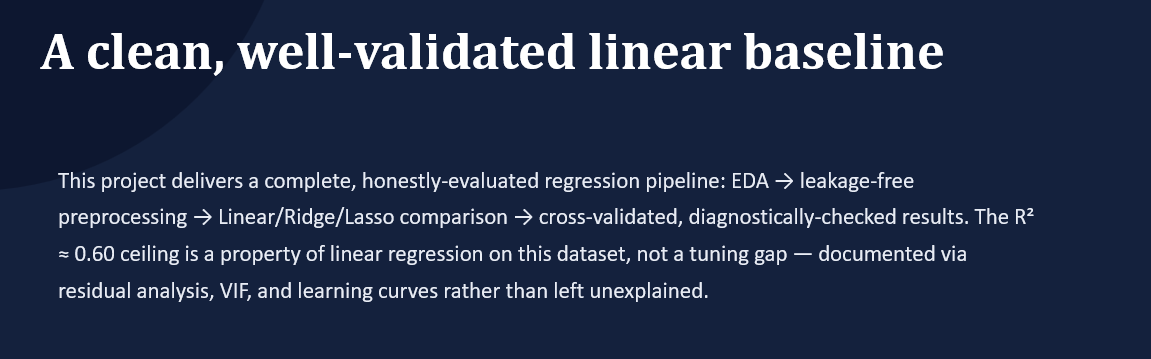 A clean, well-validated linear baseline
This project delivers a complete, honestly-evaluated regression pipeline: EDA → leakage-free
preprocessing → Linear/Ridge/Lasso comparison → cross-validated, diagnostically-checked results. The R²
≈ 0.60 ceiling is a property of linear regression on this dataset, not a tuning gap — documented via
residual analysis, VIF, and learning curves rather than left unexplained.